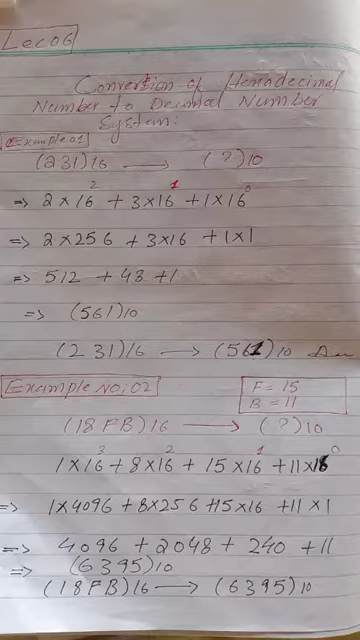 Lec06
Conversion of Hexadecimal
Number to Decimal Number
System:
Example 01
(231)16 ⟶ (?)10
⇒ 2×16² + 3×16¹ + 1×16⁰
⇒ 2×256 + 3×16 + 1×1
⇒ 512 + 48 + 1
⇒ (561)10
(231)16 ⟶ (561)10 Ans
Example No: 02
F = 15
B = 11
(18FB)16 ⟶ (?)10
1×16³ + 8×16² + 15×16¹ + 11×16⁰
⇒ 1×4096 + 8×256 + 15×16 + 11×1
⇒ 4096 + 2048 + 240 + 11
⇒ (6395)10
(18FB)16 ⟶ (6395)10